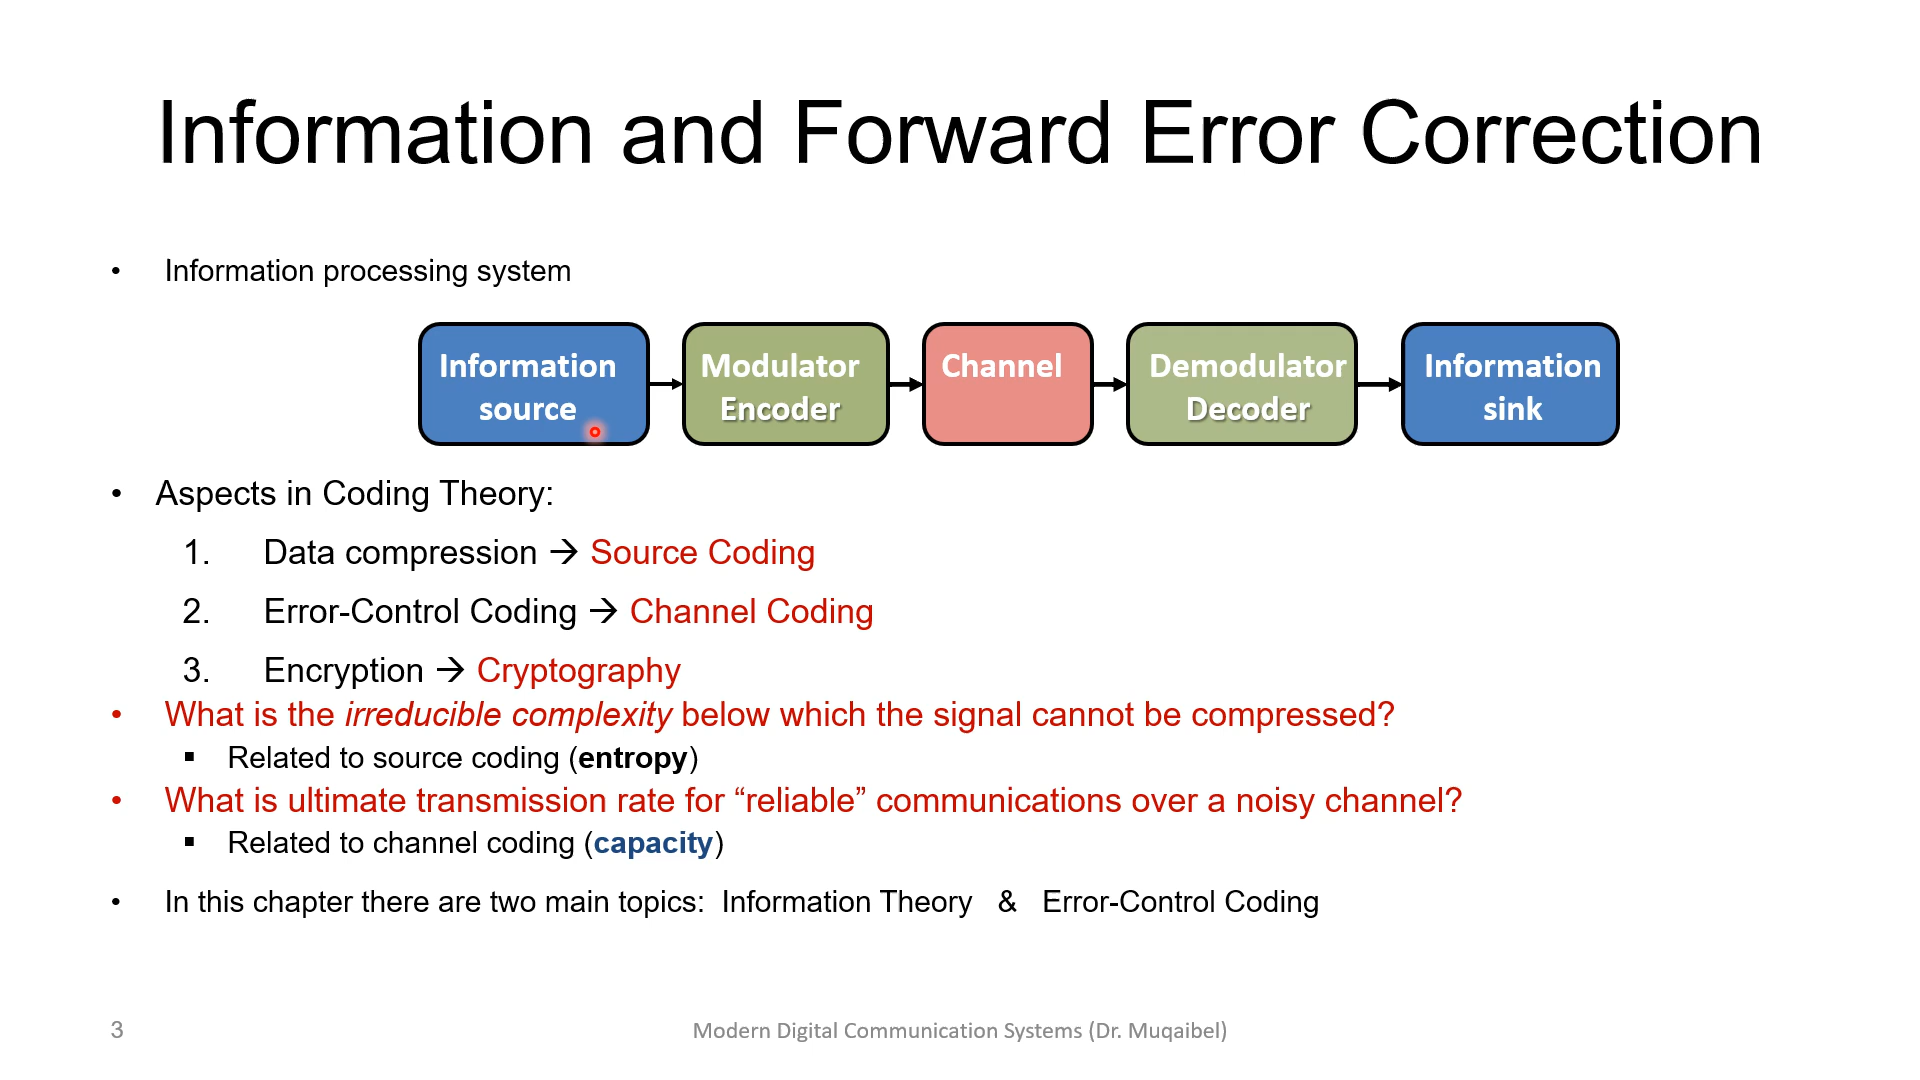 Information and Forward Error Correction
• Information processing system
Information source
Modulator Encoder
Channel
Demodulator Decoder
Information sink
• Aspects in Coding Theory:
1. Data compression → Source Coding
2. Error-Control Coding → Channel Coding
3. Encryption → Cryptography
• What is the irreducible complexity below which the signal cannot be compressed?
▪ Related to source coding (entropy)
• What is ultimate transmission rate for “reliable” communications over a noisy channel?
▪ Related to channel coding (capacity)
• In this chapter there are two main topics: Information Theory & Error-Control Coding
3
Modern Digital Communication Systems (Dr. Muqaibel)